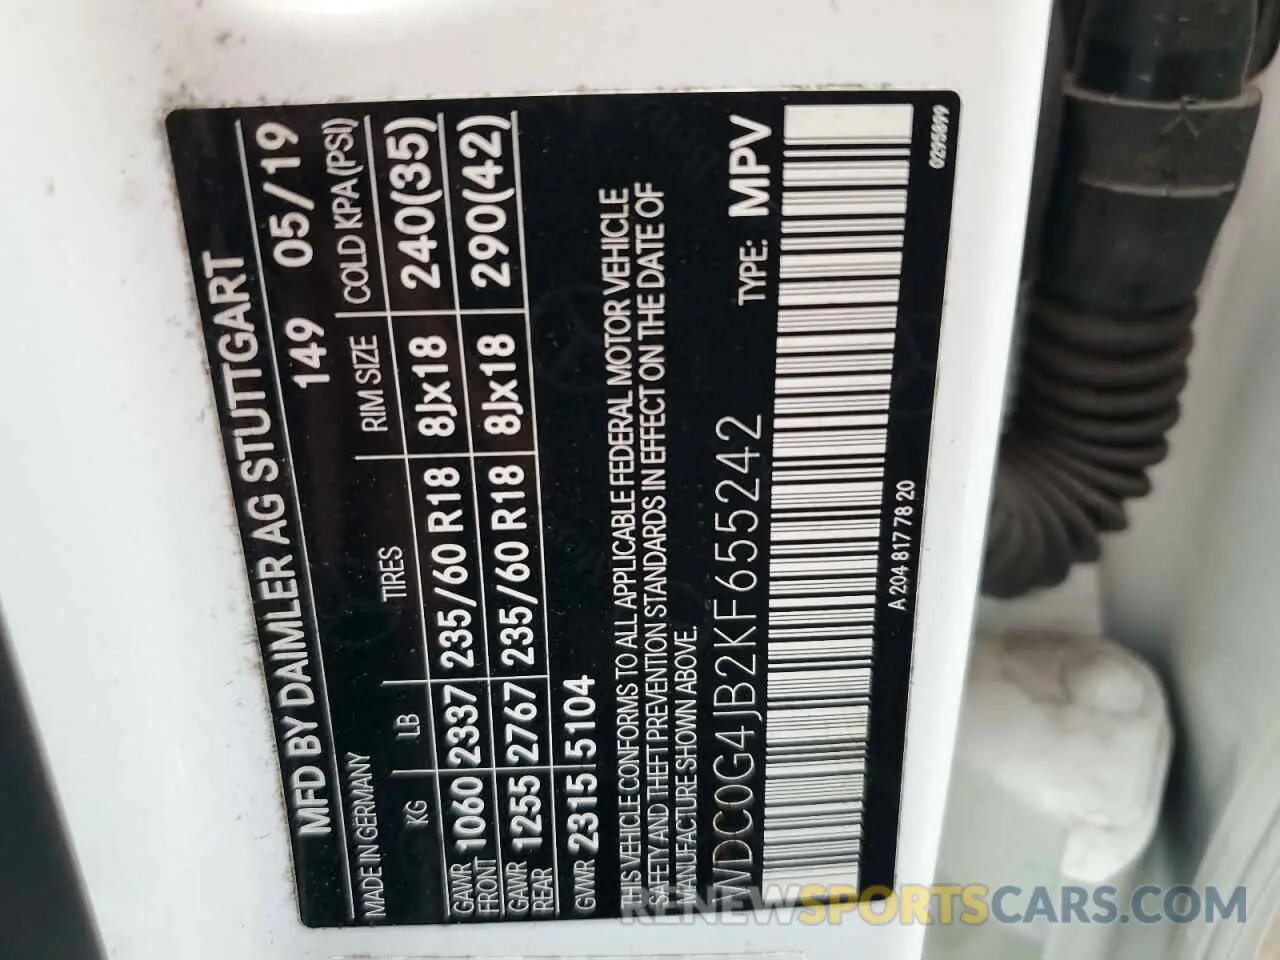 MFD BY DAIMLER AG STUTTGART
MADE IN GERMANY 149 05/19
KG LB TIRES RIM SIZE COLD KPA (PSI)
GAWR FRONT 1060 2337 235/60 R18 8Jx18 240(35)
GAWR REAR 1255 2767 235/60 R18 8Jx18 290(42)
GVWR 2315 5104
THIS VEHICLE CONFORMS TO ALL APPLICABLE FEDERAL MOTOR VEHICLE
SAFETY AND THEFT PREVENTION STANDARDS IN EFFECT ON THE DATE OF
MANUFACTURE SHOWN ABOVE.
WDC0G4JB2KF655242 TYPE: MPV
A 204 817 78 20
0295899
RENEWSPORTSCARS.COM